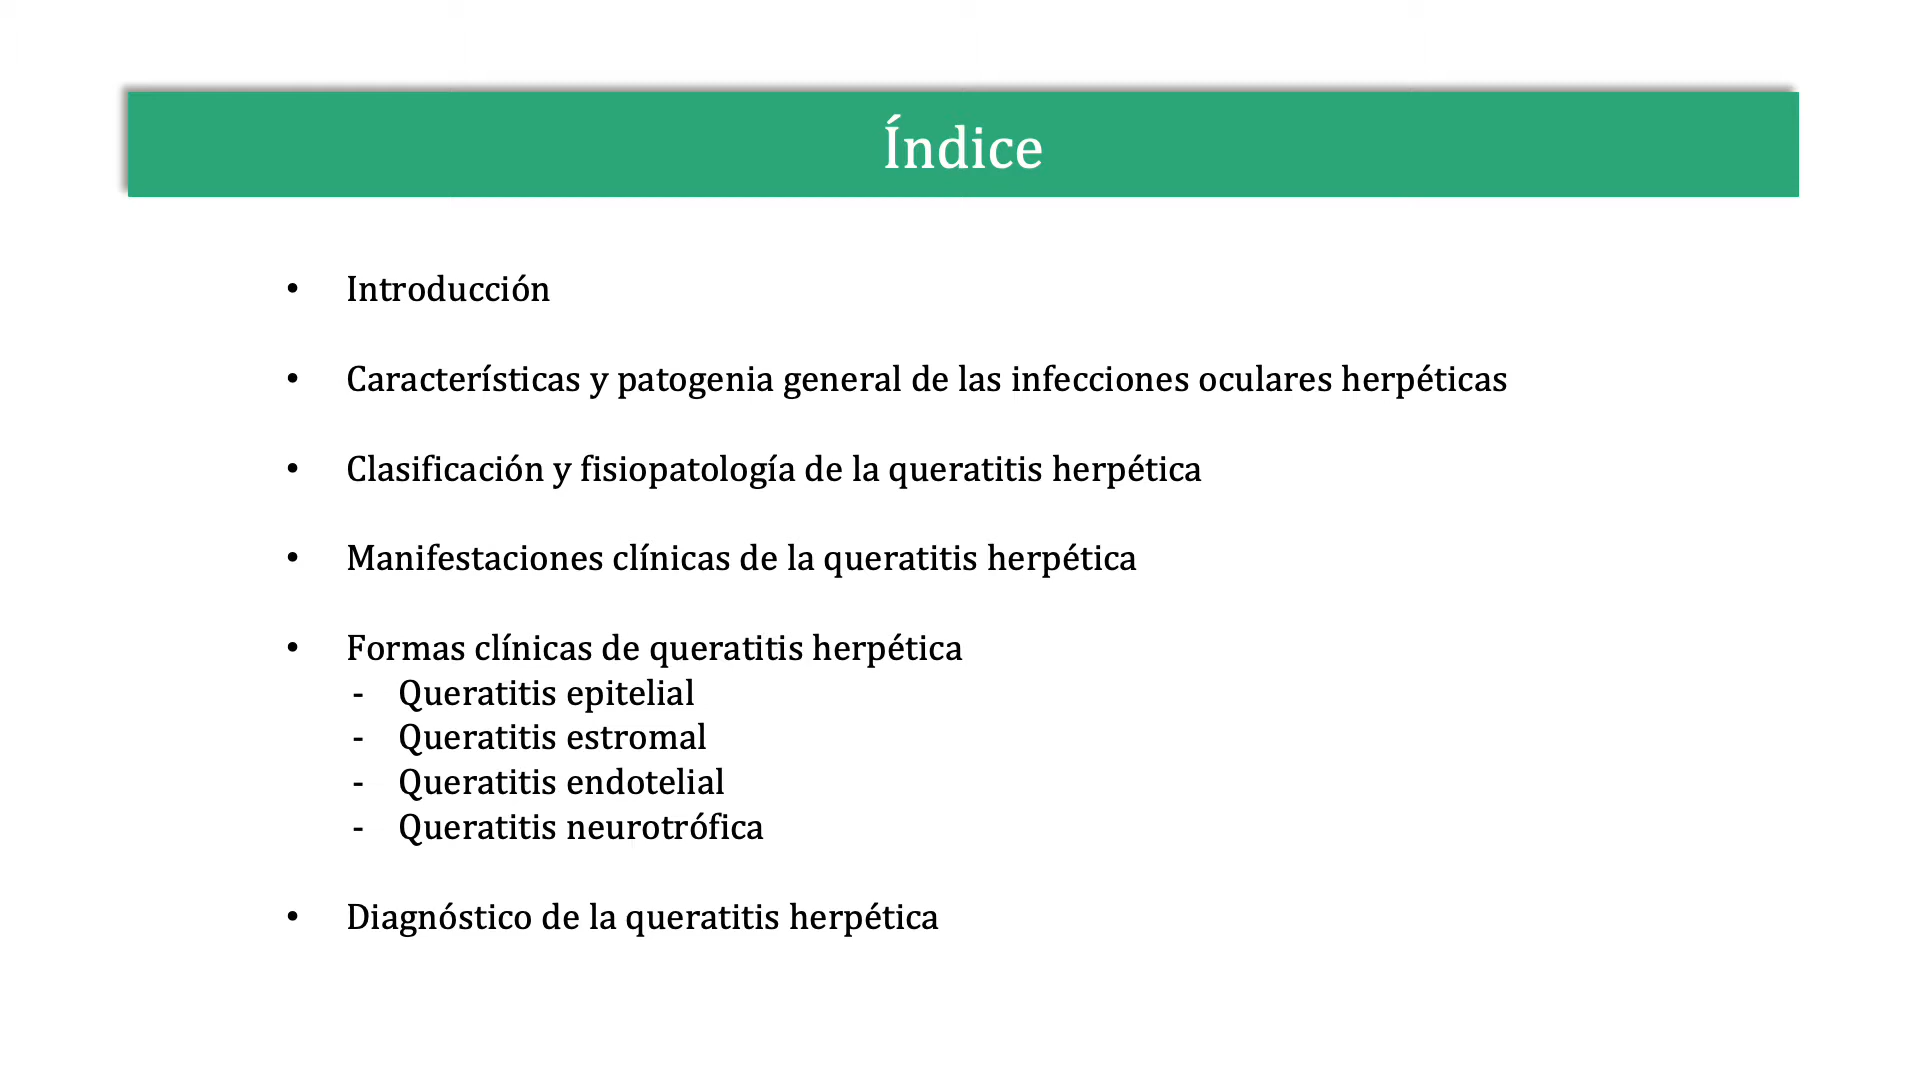 Índice
• Introducción
• Características y patogenia general de las infecciones oculares herpéticas
• Clasificación y fisiopatología de la queratitis herpética
• Manifestaciones clínicas de la queratitis herpética
• Formas clínicas de queratitis herpética
- Queratitis epitelial
- Queratitis estromal
- Queratitis endotelial
- Queratitis neurotrófica
• Diagnóstico de la queratitis herpética